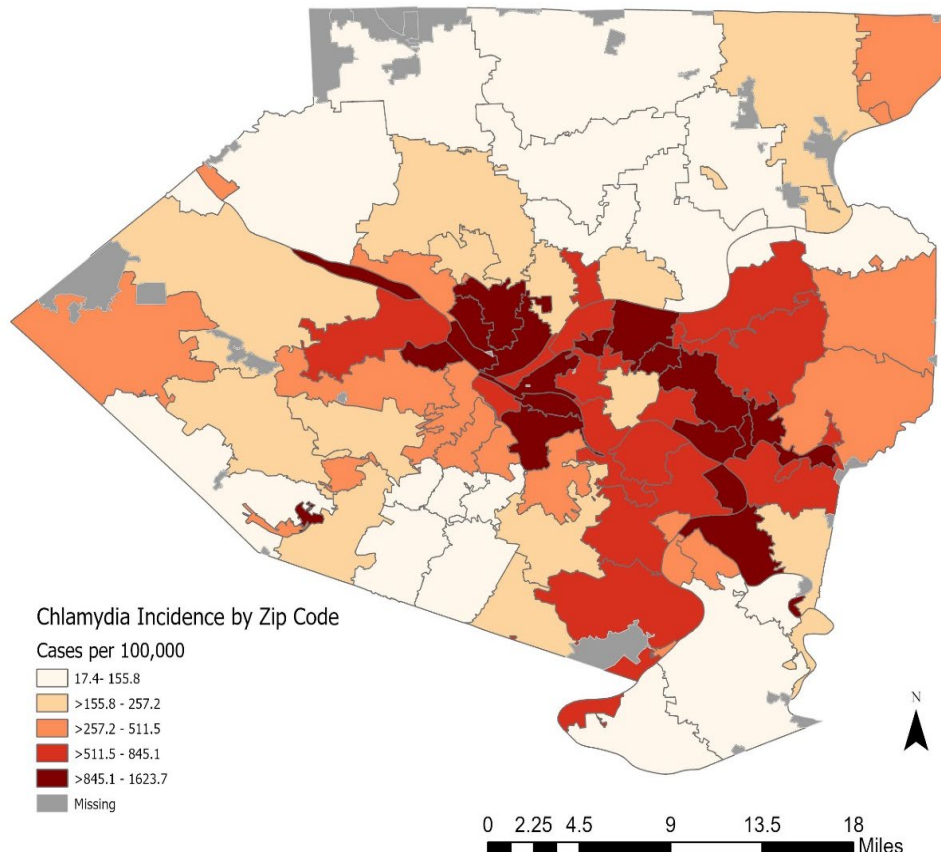 Chlamydia Incidence by Zip Code
Cases per 100,000
17.4- 155.8
>155.8 - 257.2
>257.2 - 511.5
>511.5 - 845.1
>845.1 - 1623.7
Missing
N
0 2.25 4.5 9 13.5 18
Miles